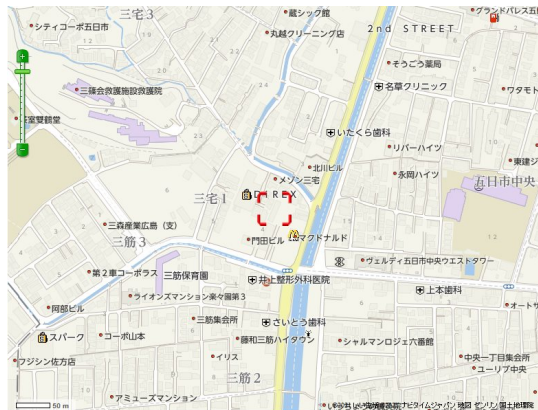 三宅3
蔵シック館
グランドパレス五
シティコーポ五日市
丸越クリーニング店
2nd STREET
そうごう薬局
三篠会救護施設救護院
名草クリニック
ワタモト
室雙鶴堂
いたくら歯科
リバーハイツ
北川ビル
東建ジ
メゾン三宅
永岡ハイツ
五日市中央
三宅1
DiREX
三森産業広島（支）
門田ビル
マクドナルド
三筋3
第2車コーポラス
三筋保育園
ヴェルディ五日市中央ウエストタワー
井上整形外科医院
ライオンズマンション楽々園第3
上本歯科
阿部ビル
三筋集会所
さいとう歯科
オートサ
スパーク
コーポ山本
藤和三筋ハイタウン
シャルマンロジェ六番館
フジシン佐方店
イリス
中央一丁目集会所
ユーリブ中央
三筋2
アミューズマンション
50 m